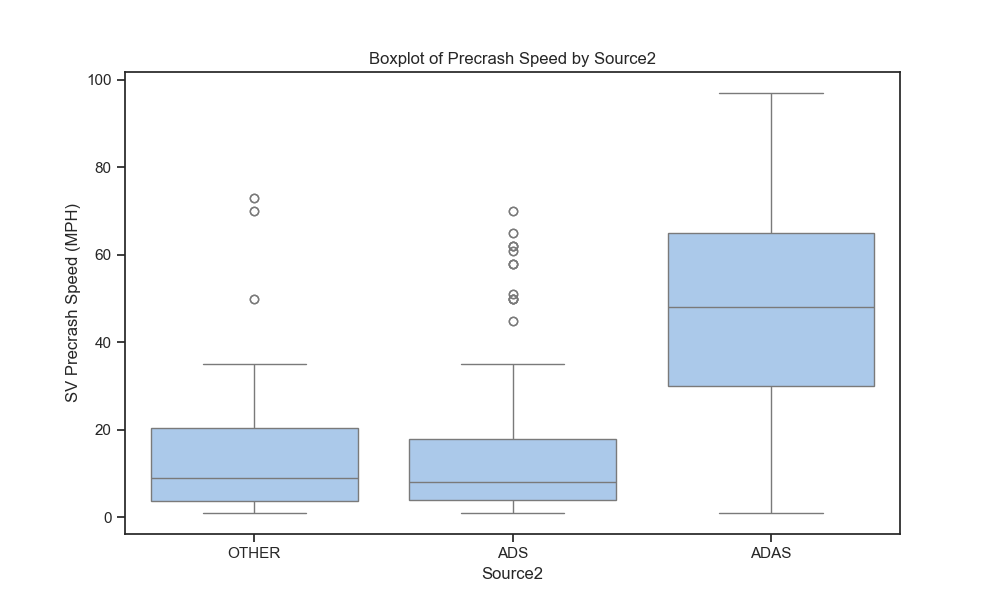 Boxplot of Precrash Speed by Source2
SV Precrash Speed (MPH)
100
80
60
40
20
0
OTHER ADS ADAS
Source2